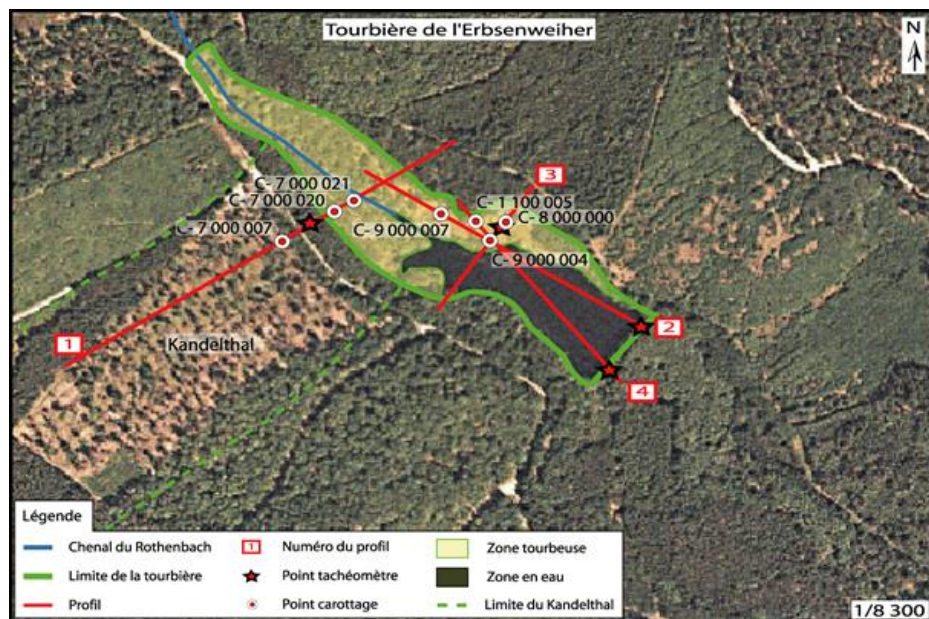 Tourbière de l'Erbsenweiher
N
3
C- 7 000 021
C- 7 000 020
C- 1 100 005
C- 8 000 000
C- 7 000 007
C- 9 000 007
C- 9 000 004
2
1
Kandelthal
4
Légende
Chenal du Rothenbach
1
Numéro du profil
Zone tourbeuse
Limite de la tourbière
Point tachéomètre
Zone en eau
Profil
Point carottage
Limite du Kandelthal
1/8 300